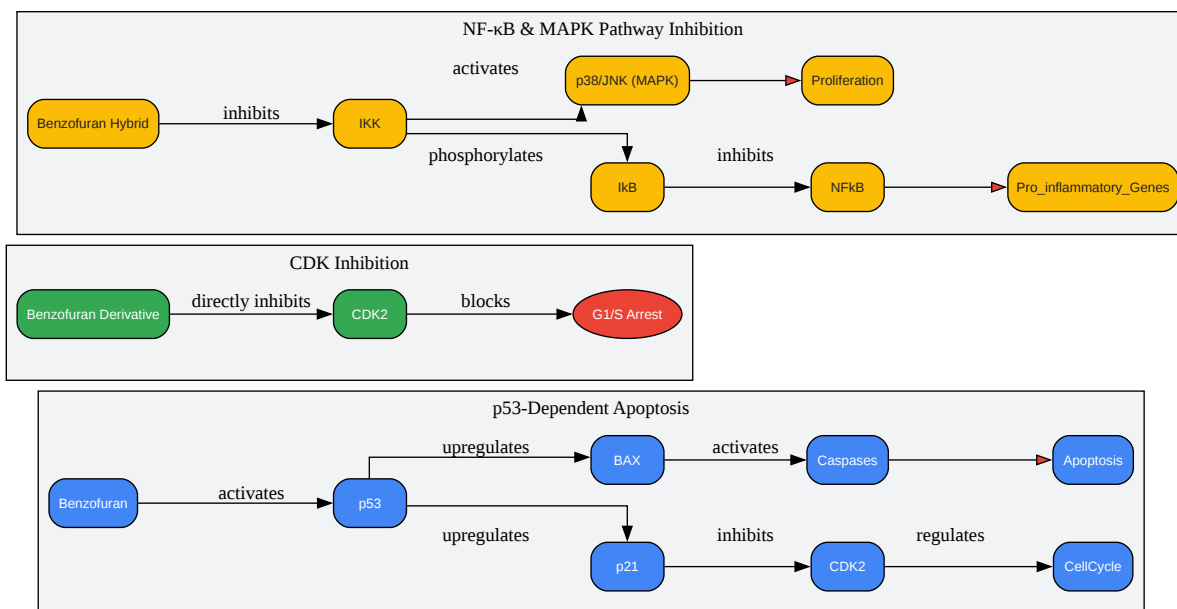 NF-κB & MAPK Pathway Inhibition
activates
p38/JNK (MAPK)
Proliferation
Benzofuran Hybrid
inhibits
IKK
phosphorylates
IkB
inhibits
NFkB
Pro_inflammatory_Genes
CDK Inhibition
Benzofuran Derivative
directly inhibits
CDK2
blocks
G1/S Arrest
p53-Dependent Apoptosis
upregulates
BAX
activates
Caspases
Apoptosis
Benzofuran
activates
p53
upregulates
p21
inhibits
CDK2
regulates
CellCycle